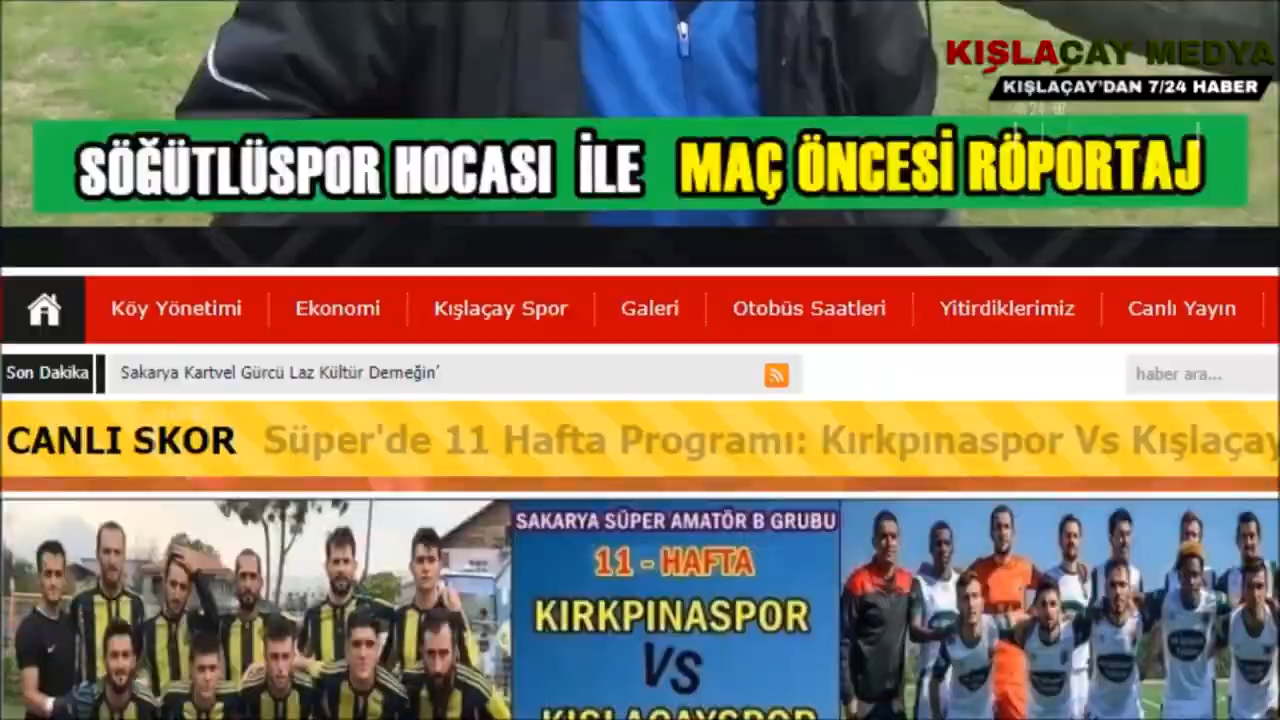 KIŞLAÇAY MEDYA
KIŞLAÇAY'DAN 7/24 HABER
SÖĞÜTLÜSPOR HOCASI İLE MAÇ ÖNCESİ RÖPORTAJ
Köy Yönetimi Ekonomi Kışlaçay Spor Galeri Otobüs Saatleri Yitirdiklerimiz Canlı Yayın
Son Dakika Sakarya Kartvel Gürcü Laz Kültür Derneğin' haber ara...
CANLI SKOR Süper'de 11 Hafta Programı: Kırkpınaspor Vs Kışlaçay
SAKARYA SÜPER AMATÖR B GRUBU
11 - HAFTA
KIRKPINASPOR
VS
KIŞLAÇAYSPOR